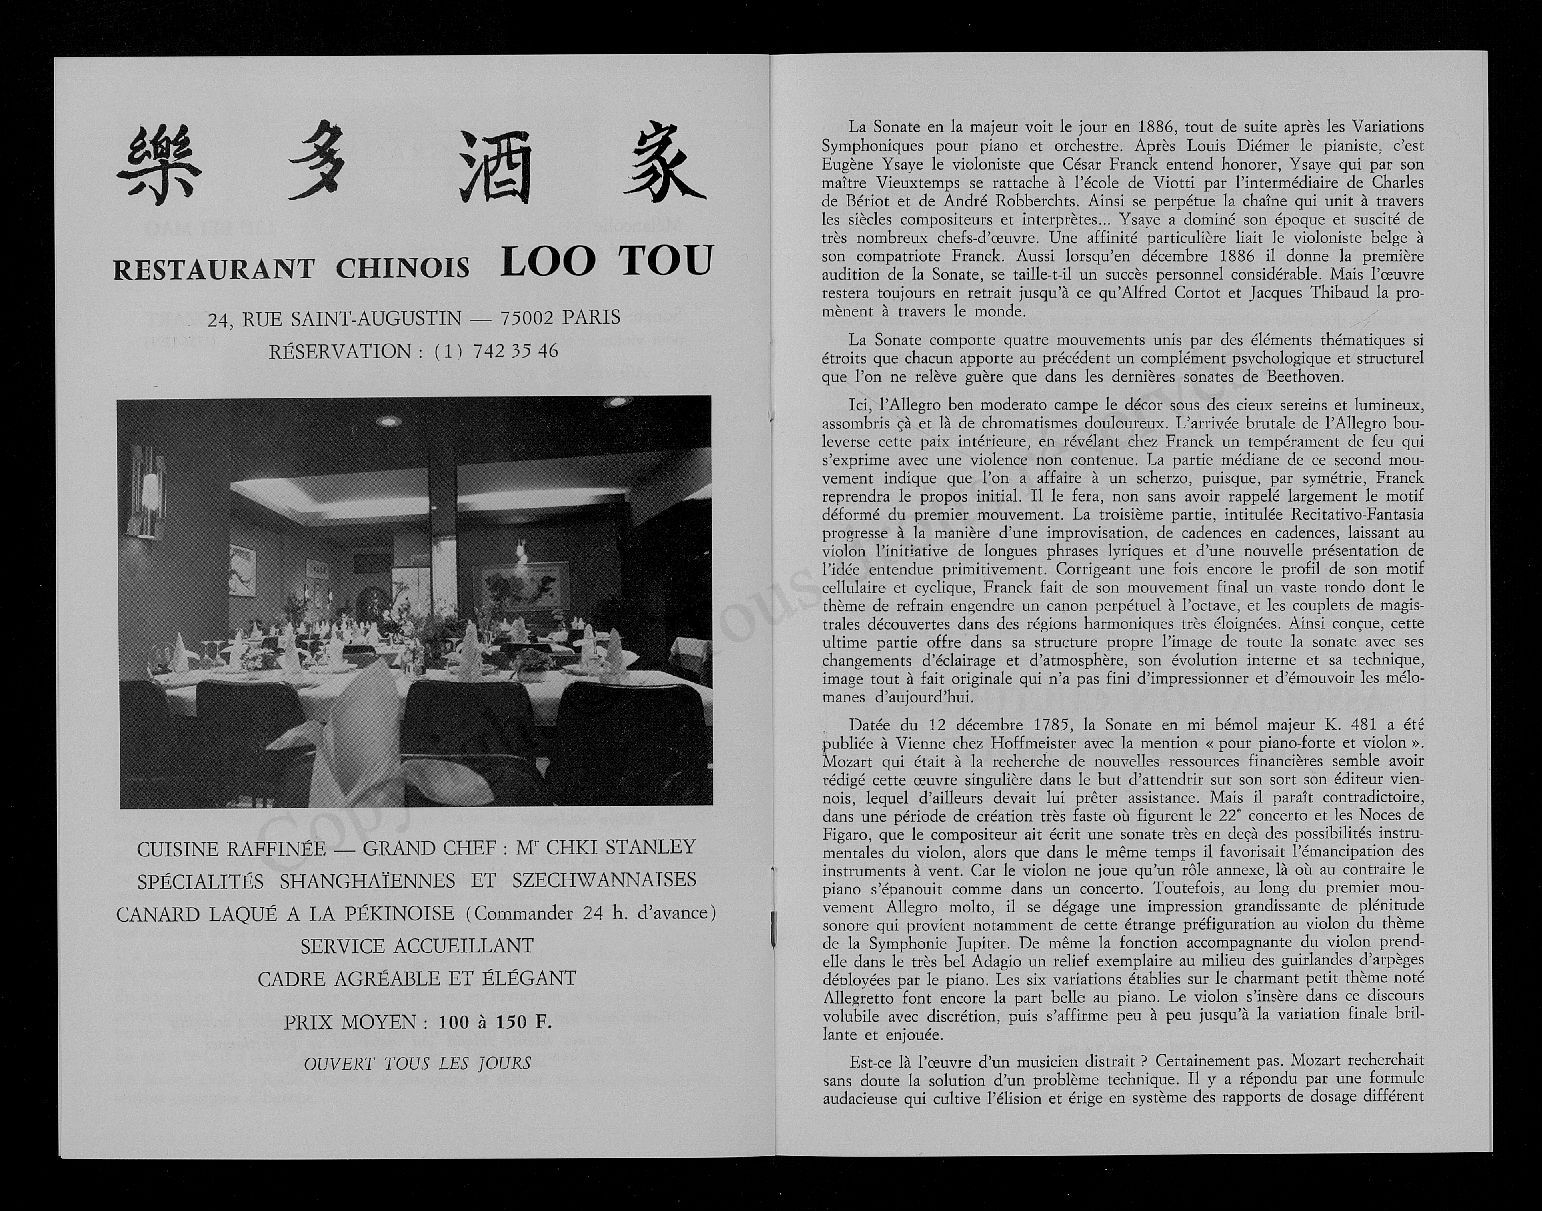 樂 多 酒 家
RESTAURANT CHINOIS LOO TOU
24, RUE SAINT-AUGUSTIN — 75002 PARIS
RÉSERVATION : (1) 742 35 46
CUISINE RAFFINÉE — GRAND CHEF : Mr CHKI STANLEY
SPÉCIALITÉS SHANGHAÏENNES ET SZECHWANNAISES
CANARD LAQUÉ A LA PÉKINOISE (Commander 24 h. d'avance)
SERVICE ACCUEILLANT
CADRE AGRÉABLE ET ÉLÉGANT
PRIX MOYEN : 100 à 150 F.
OUVERT TOUS LES JOURS
La Sonate en la majeur voit le jour en 1886, tout de suite après les Variations
Symphoniques pour piano et orchestre. Après Louis Diémer le pianiste, c'est
Eugène Ysaye le violoniste que César Franck entend honorer, Ysaye qui par son
maître Vieuxtemps se rattache à l'école de Viotti par l'intermédiaire de Charles
de Bériot et de André Robberchts. Ainsi se perpétue la chaîne qui unit à travers
les siècles compositeurs et interprètes... Ysaye a dominé son époque et suscité de
très nombreux chefs-d'œuvre. Une affinité particulière liait le violoniste belge à
son compatriote Franck. Aussi lorsqu'en décembre 1886 il donne la première
audition de la Sonate, se taille-t-il un succès personnel considérable. Mais l'œuvre
restera toujours en retrait jusqu'à ce qu'Alfred Cortot et Jacques Thibaud la pro-
mènent à travers le monde.
La Sonate comporte quatre mouvements unis par des éléments thématiques si
étroits que chacun apporte au précédent un complément psychologique et structurel
que l'on ne relève guère que dans les dernières sonates de Beethoven.
Ici, l'Allegro ben moderato campe le décor sous des cieux sereins et lumineux,
assombris çà et là de chromatismes douloureux. L'arrivée brutale de l'Allegro bou-
leverse cette paix intérieure, en révélant chez Franck un tempérament de feu qui
s'exprime avec une violence non contenue. La partie médiane de ce second mou-
vement indique que l'on a affaire à un scherzo, puisque, par symétrie, Franck
reprendra le propos initial. Il le fera, non sans avoir rappelé largement le motif
déformé du premier mouvement. La troisième partie, intitulée Recitativo-Fantasia
progresse à la manière d'une improvisation, de cadences en cadences, laissant au
violon l'initiative de longues phrases lyriques et d'une nouvelle présentation de
l'idée entendue primitivement. Corrigeant une fois encore le profil de son motif
cellulaire et cyclique, Franck fait de son mouvement final un vaste rondo dont le
thème de refrain engendre un canon perpétuel à l'octave, et les couplets de magis-
trales découvertes dans des régions harmoniques très éloignées. Ainsi conçue, cette
ultime partie offre dans sa structure propre l'image de toute la sonate avec ses
changements d'éclairage et d'atmosphère, son évolution interne et sa technique,
image tout à fait originale qui n'a pas fini d'impressionner et d'émouvoir les mélo-
manes d'aujourd'hui.
Datée du 12 décembre 1785, la Sonate en mi bémol majeur K. 481 a été
publiée à Vienne chez Hoffmeister avec la mention « pour piano-forte et violon ».
Mozart qui était à la recherche de nouvelles ressources financières semble avoir
rédigé cette œuvre singulière dans le but d'attendrir sur son sort son éditeur vien-
nois, lequel d'ailleurs devait lui prêter assistance. Mais il paraît contradictoire,
dans une période de création très faste où figurent le 22e concerto et les Noces de
Figaro, que le compositeur ait écrit une sonate très en deçà des possibilités instru-
mentales du violon, alors que dans le même temps il favorisait l'émancipation des
instruments à vent. Car le violon ne joue qu'un rôle annexe, là où au contraire le
piano s'épanouit comme dans un concerto. Toutefois, au long du premier mou-
vement Allegro molto, il se dégage une impression grandissante de plénitude
sonore qui provient notamment de cette étrange préfiguration au violon du thème
de la Symphonie Jupiter. De même la fonction accompagnante du violon prend-
elle dans le très bel Adagio un relief exemplaire au milieu des guirlandes d'arpèges
déployées par le piano. Les six variations établies sur le charmant petit thème noté
Allegretto font encore la part belle au piano. Le violon s'insère dans ce discours
volubile avec discrétion, puis s'affirme peu à peu jusqu'à la variation finale bril-
lante et enjouée.
Est-ce là l'œuvre d'un musicien distrait ? Certainement pas. Mozart recherchait
sans doute la solution d'un problème technique. Il y a répondu par une formule
audacieuse qui cultive l'élision et érige en système des rapports de dosage différent